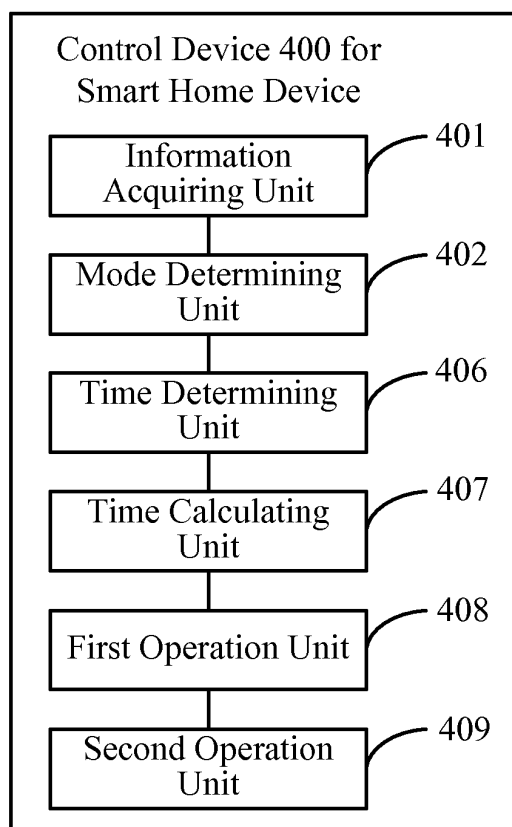 Control Device 400 for
Smart Home Device
Information
Acquiring Unit
401
Mode Determining
Unit
402
Time Determining
Unit
406
Time Calculating
Unit
407
First Operation Unit
408
Second Operation
Unit
409